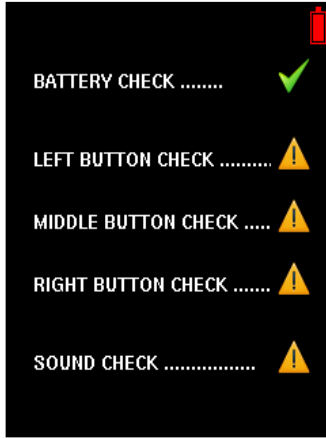 BATTERY CHECK ........
LEFT BUTTON CHECK ..........
MIDDLE BUTTON CHECK .....
RIGHT BUTTON CHECK .......
SOUND CHECK .................